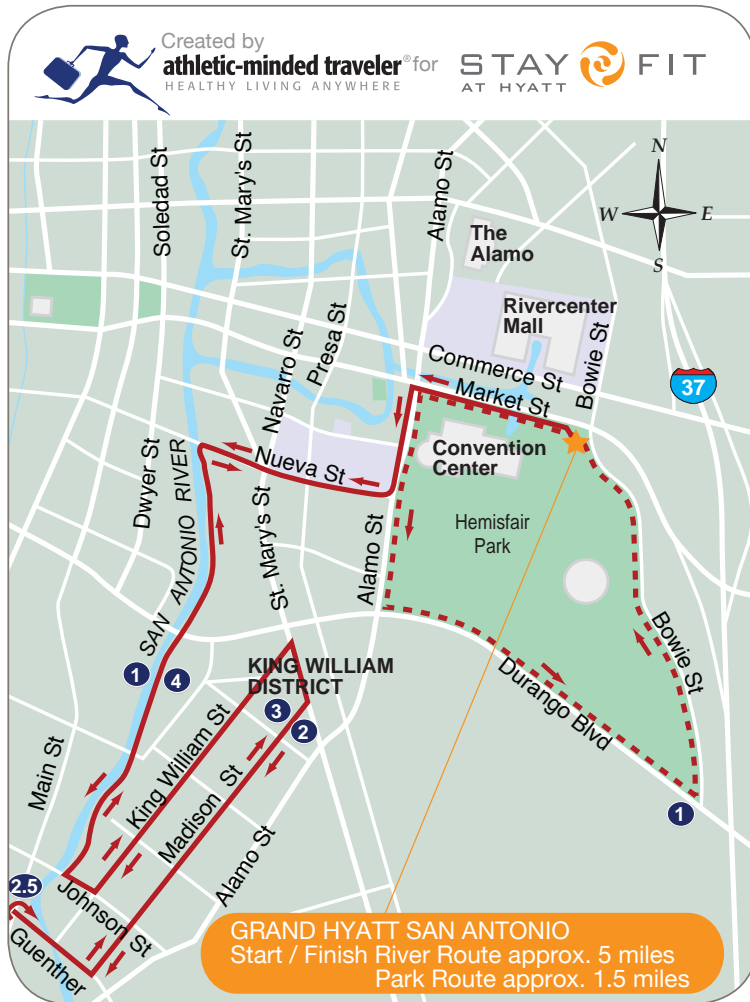 Created by
athletic-minded traveler® for
HEALTHY LIVING ANYWHERE
STAY FIT
AT HYATT
N
W E
S
Soledad St
St. Mary's St
Alamo St
The
Alamo
Rivercenter
Mall
Navarro St
Presa St
Commerce St
Market St
Bowie St
37
Dwyer St
SAN ANTONIO RIVER
Nueva St
Convention
Center
Hemisfair
Park
St. Mary's St
Alamo St
Bowie St
KING WILLIAM
DISTRICT
1
4
3
2
Durango Blvd
Main St
King William St
Madison St
Alamo St
1
2.5
Johnson St
Guenther
GRAND HYATT SAN ANTONIO
Start / Finish River Route approx. 5 miles
Park Route approx. 1.5 miles